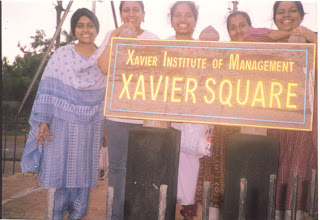 XAVIER INSTITUTE OF MANAGEMENT
XAVIER SQUARE